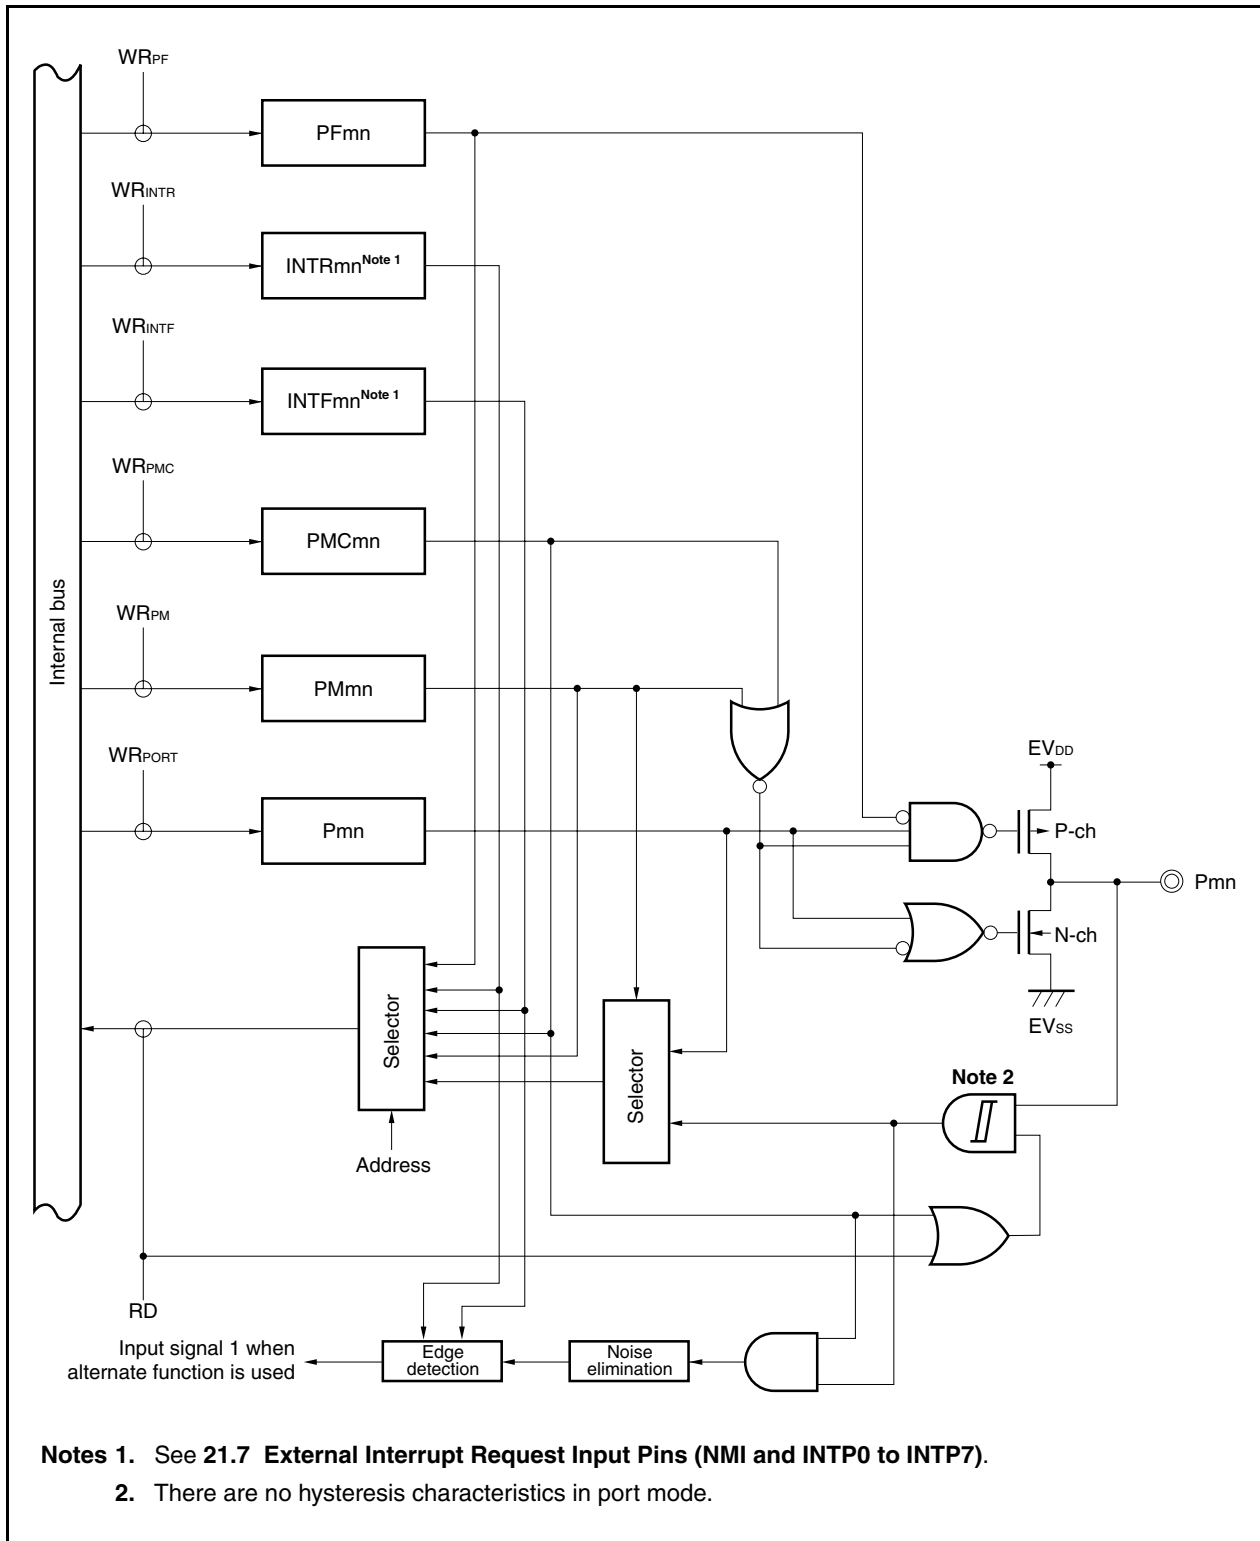 WRPF
PFmn
WRINTR
INTRmnNote 1
WRINTF
INTFmnNote 1
WRPMC
PMCmn
Internal bus
WRPM
PMmn
WRPORT
Pmn
EVDD
P-ch
Pmn
N-ch
EVSS
Selector
Selector
Note 2
Address
RD
Input signal 1 when
alternate function is used
Edge
detection
Noise
elimination
Notes 1. See 21.7 External Interrupt Request Input Pins (NMI and INTP0 to INTP7).
2. There are no hysteresis characteristics in port mode.